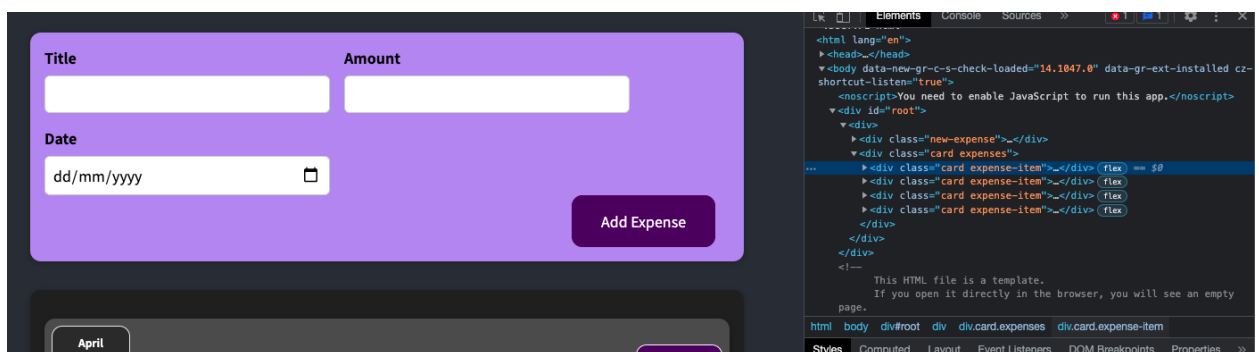 Title
Amount
Date
dd/mm/yyyy
Add Expense
April
Elements Console Sources » 1 1
<html lang="en">
▶<head>…</head>
▼<body data-new-gr-c-s-check-loaded="14.1047.0" data-gr-ext-installed cz-
shortcut-listen="true">
<noscript>You need to enable JavaScript to run this app.</noscript>
▼<div id="root">
▼<div>
▶<div class="new-expense">…</div>
▼<div class="card expenses">
… ▶<div class="card expense-item">…</div> flex == $0
▶<div class="card expense-item">…</div> flex
▶<div class="card expense-item">…</div> flex
▶<div class="card expense-item">…</div> flex
</div>
</div>
</div>
<!--
This HTML file is a template.
If you open it directly in the browser, you will see an empty
page.
html body div#root div div.card.expenses div.card.expense-item
Styles Computed Layout Event Listeners DOM Breakpoints Properties »